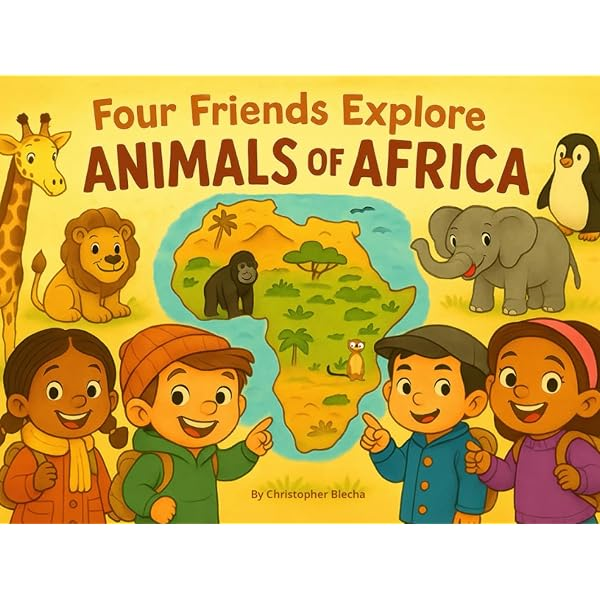 Four Friends Explore
ANIMALS OF AFRICA
By Christopher Blecha